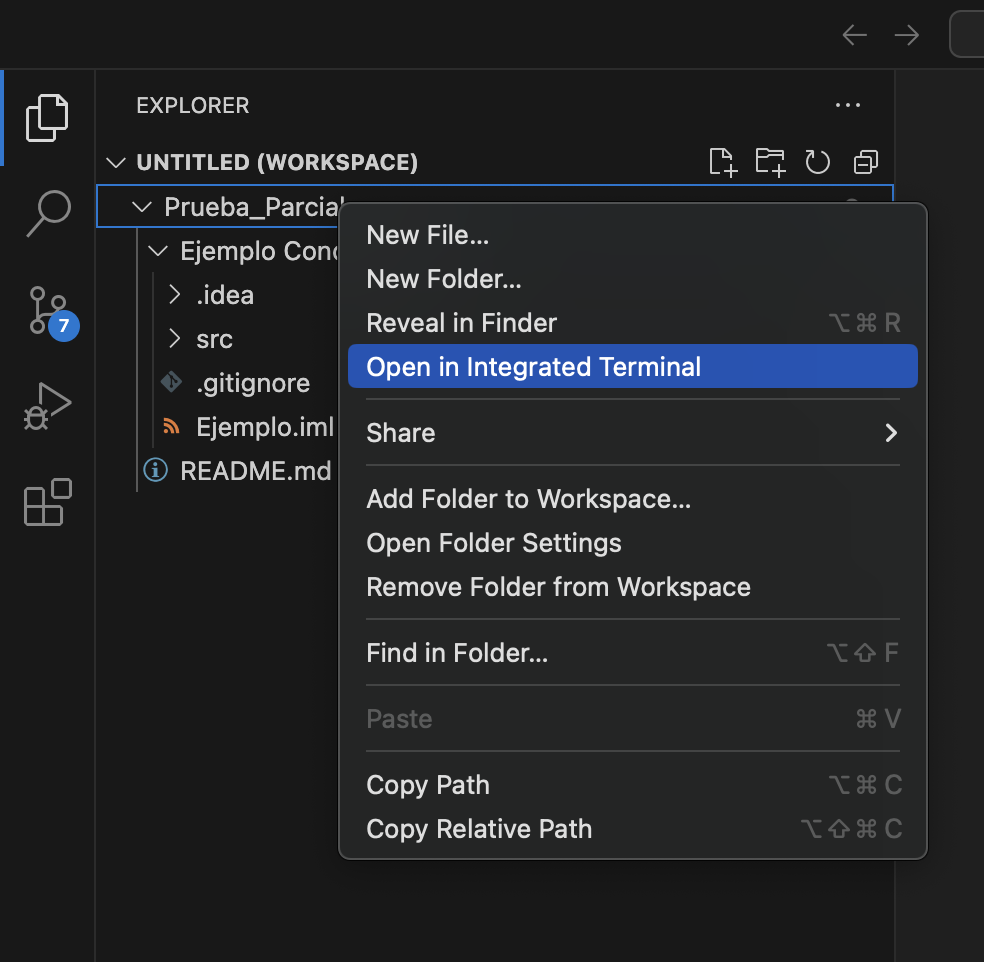 EXPLORER
UNTITLED (WORKSPACE)
Prueba_Parcial
Ejemplo
.idea
src
7
.gitignore
Ejemplo.iml
README.md
New File...
New Folder...
Reveal in Finder ⌥⌘ R
Open in Integrated Terminal
Share
Add Folder to Workspace...
Open Folder Settings
Remove Folder from Workspace
Find in Folder... ⌥⇧ F
Paste ⌘ V
Copy Path ⌥⌘ C
Copy Relative Path ⌥⇧⌘ C